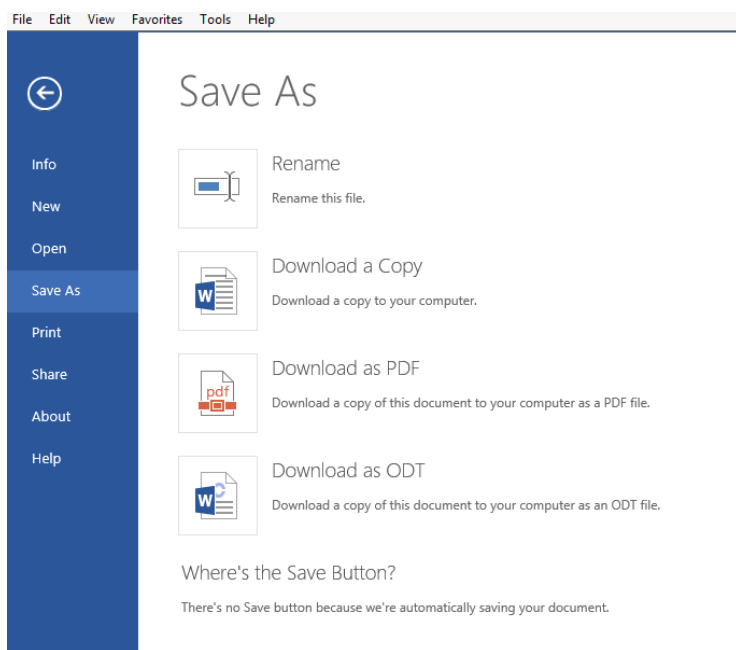 File Edit View Favorites Tools Help
Save As
Info
New
Open
Save As
Print
Share
About
Help
Rename
Rename this file.
W
Download a Copy
Download a copy to your computer.
pdf
Download as PDF
Download a copy of this document to your computer as a PDF file.
W
Download as ODT
Download a copy of this document to your computer as an ODT file.
Where's the Save Button?
There's no Save button because we're automatically saving your document.